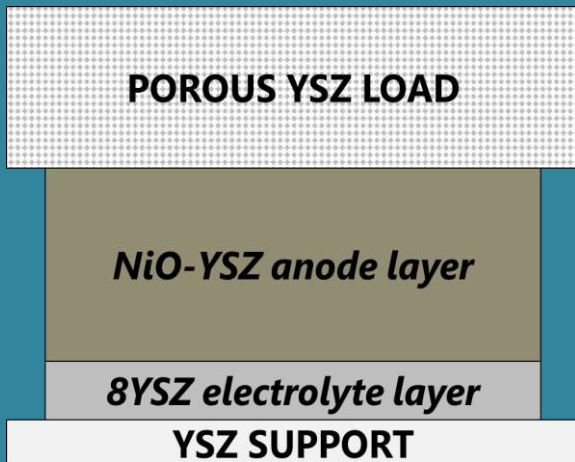 POROUS YSZ LOAD
NiO-YSZ anode layer
8YSZ electrolyte layer
YSZ SUPPORT